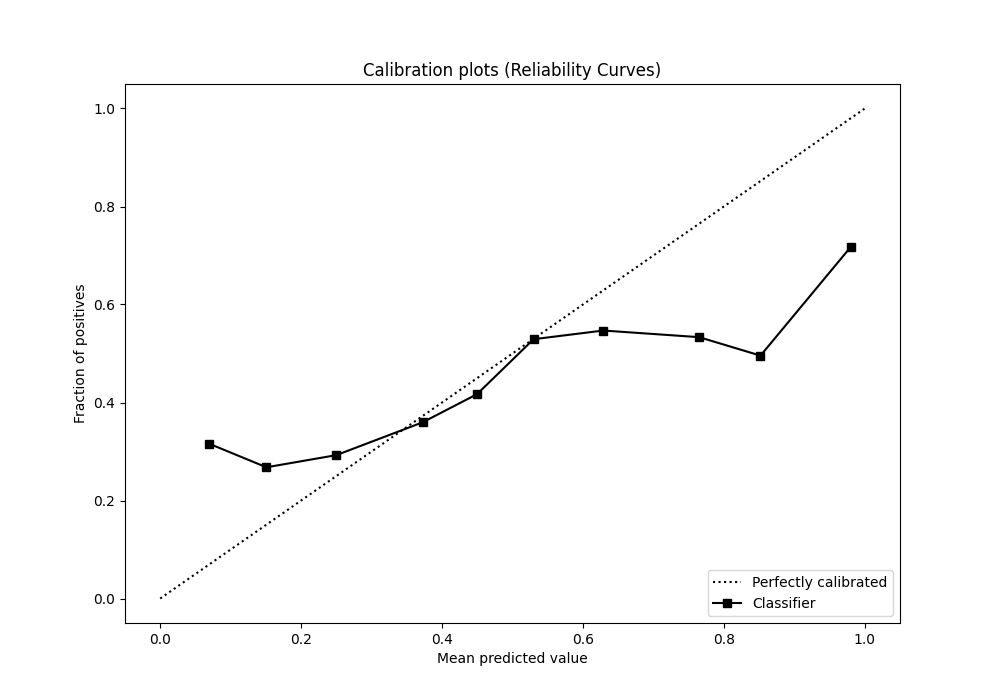 Calibration plots (Reliability Curves)
1.0
0.8
0.6
0.4
0.2
0.0
Fraction of positives
0.0 0.2 0.4 0.6 0.8 1.0
Mean predicted value
Perfectly calibrated
Classifier